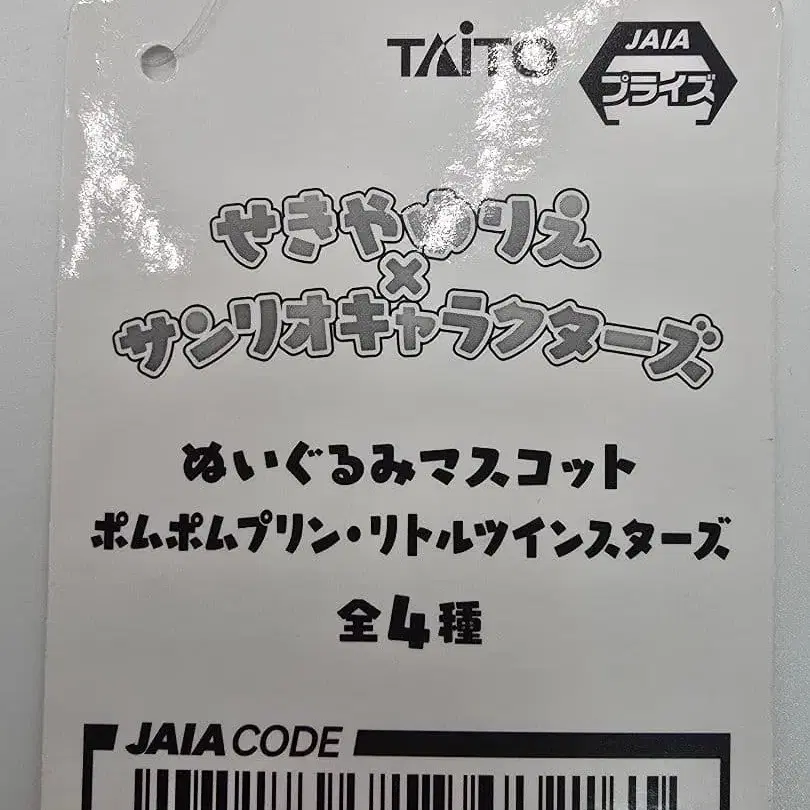 TAITO
JAIA
プライズ
せきやゆりえ
×
サンリオキャラクターズ
ぬいぐるみマスコット
ポムポムプリン・リトルツインスターズ
全4種
JAIA CODE